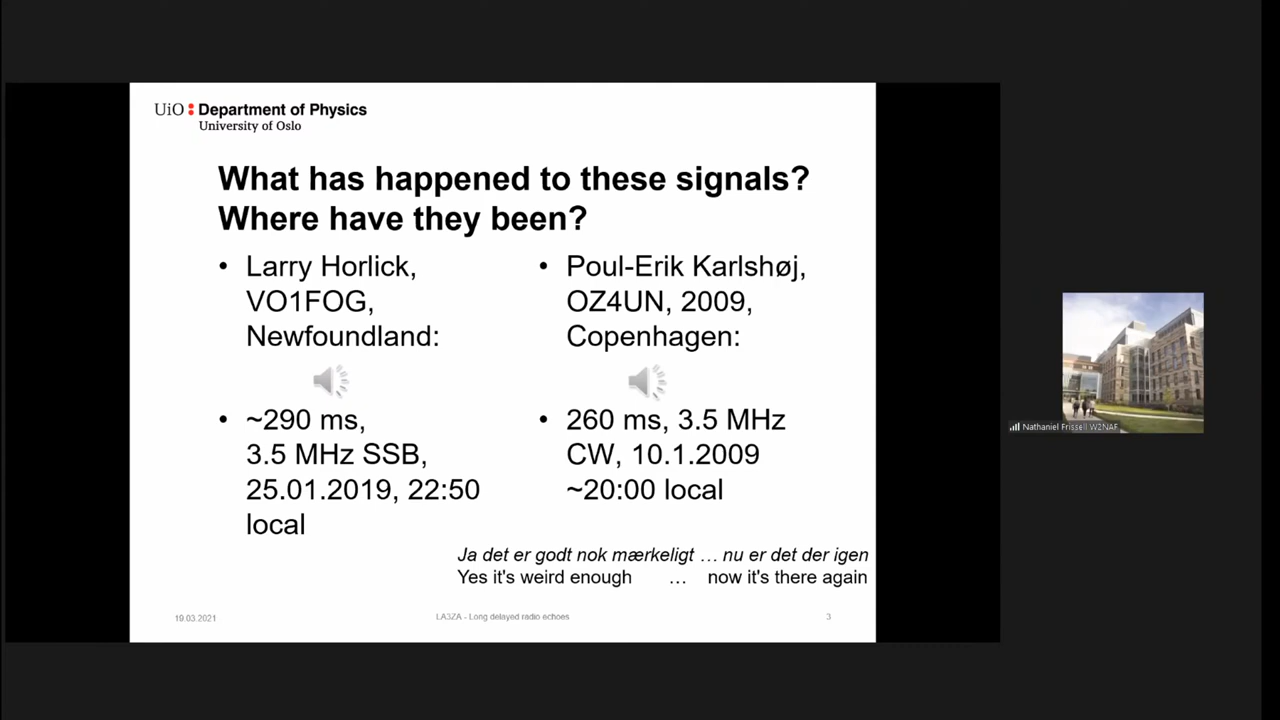 UiO : Department of Physics
University of Oslo
What has happened to these signals?
Where have they been?
• Larry Horlick,
VO1FOG,
Newfoundland:
• ~290 ms,
3.5 MHz SSB,
25.01.2019, 22:50
local
• Poul-Erik Karlshøj,
OZ4UN, 2009,
Copenhagen:
• 260 ms, 3.5 MHz
CW, 10.1.2009
~20:00 local
Ja det er godt nok mærkeligt … nu er det der igen
Yes it's weird enough … now it's there again
19.03.2021
LA3ZA - Long delayed radio echoes
3
Nathaniel Frissell W2NAF